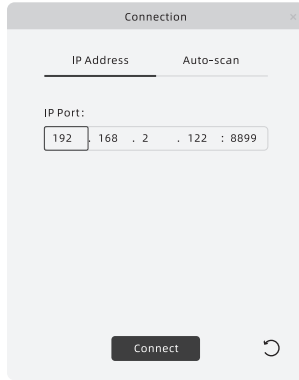 Connection
IP Address Auto-scan
IP Port:
192 . 168 . 2 . 122 : 8899
Connect